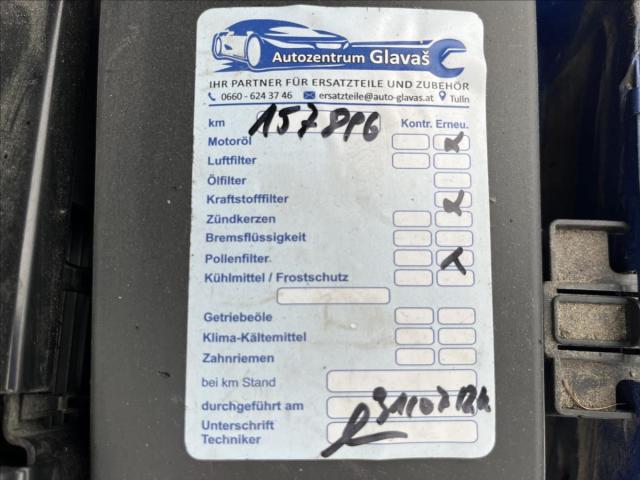 Autozentrum Glavaš
IHR PARTNER FÜR ERSATZTEILE UND ZUBEHÖR
0660 - 624 37 46 ersatzteile@auto-glavas.at Tulln
km 157896 Kontr. Erneu.
Motoröl
Luftfilter
Ölfilter
Kraftstofffilter
Zündkerzen
Bremsflüssigkeit
Pollenfilter
Kühlmittel / Frostschutz
Getriebeöle
Klima-Kältemittel
Zahnriemen
bei km Stand
durchgeführt am
Unterschrift
Techniker